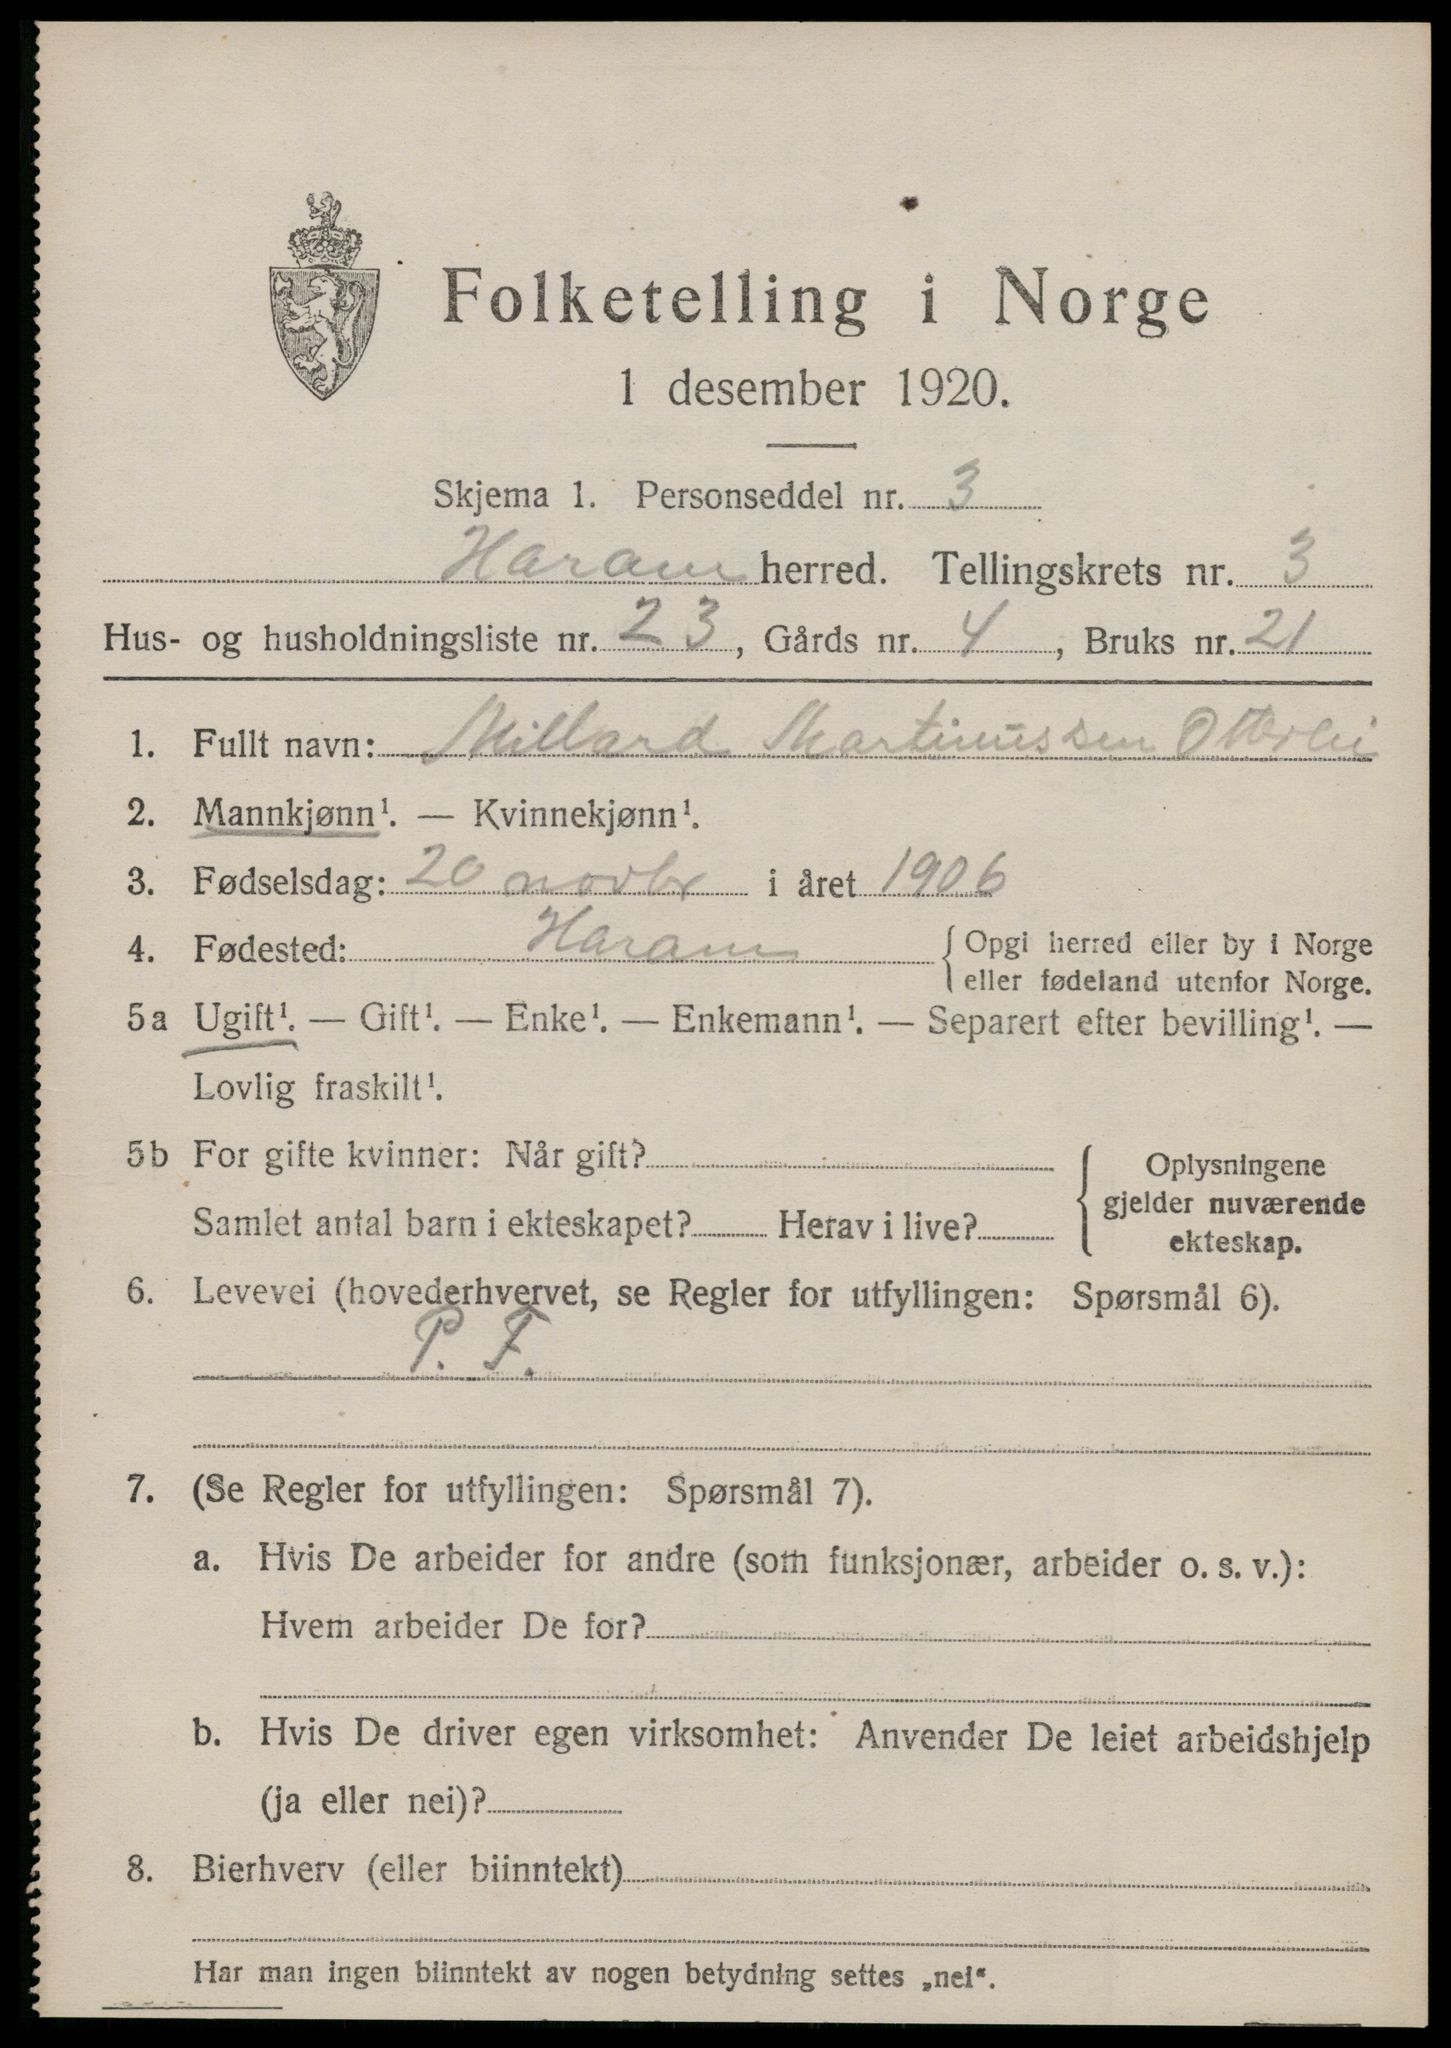 Folketelling i Norge
1 desember 1920.
Skjema 1. Personseddel nr. 3
Haram herred. Tellingskrets nr. 3
Hus- og husholdningsliste nr. 23, Gårds nr. 4, Bruks nr. 21
1. Fullt navn: Millard Martinussen Otterlei
2. Mannkjønn¹. — Kvinnekjønn¹.
3. Fødselsdag: 20 novbr i året 1906
4. Fødested: Haram { Opgi herred eller by i Norge
eller fødeland utenfor Norge.
5a Ugift¹. — Gift¹. — Enke¹. — Enkemann¹. — Separert efter bevilling¹. —
Lovlig fraskilt¹.
5b For gifte kvinner: Når gift?
Samlet antal barn i ekteskapet? Herav i live?
Oplysningene
gjelder nuværende
ekteskap.
6. Levevei (hovederhvervet, se Regler for utfyllingen: Spørsmål 6).
P. F.
7. (Se Regler for utfyllingen: Spørsmål 7).
a. Hvis De arbeider for andre (som funksjonær, arbeider o. s. v.):
Hvem arbeider De for?
b. Hvis De driver egen virksomhet: Anvender De leiet arbeidshjelp
(ja eller nei)?
8. Bierhverv (eller biinntekt)
Har man ingen biinntekt av nogen betydning settes „nei“.